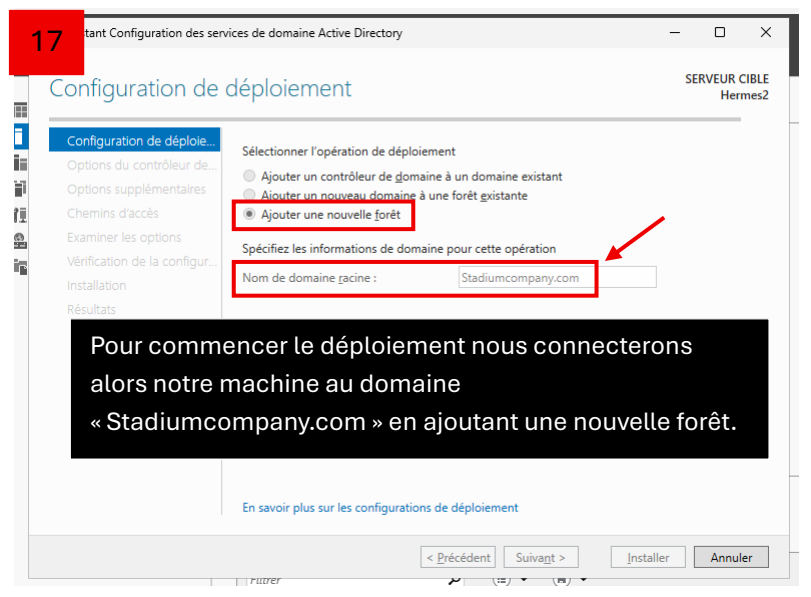 17
tant Configuration des services de domaine Active Directory
Configuration de déploiement
SERVEUR CIBLE
Hermes2
Configuration de déploie...
Options du contrôleur de...
Options supplémentaires
Chemins d'accès
Examiner les options
Vérification de la configur...
Installation
Résultats
Sélectionner l'opération de déploiement
Ajouter un contrôleur de domaine à un domaine existant
Ajouter un nouveau domaine à une forêt existante
Ajouter une nouvelle forêt
Spécifiez les informations de domaine pour cette opération
Nom de domaine racine : Stadiumcompany.com
Pour commencer le déploiement nous connecterons
alors notre machine au domaine
« Stadiumcompany.com » en ajoutant une nouvelle forêt.
En savoir plus sur les configurations de déploiement
< Précédent Suivant > Installer Annuler
Filtrer